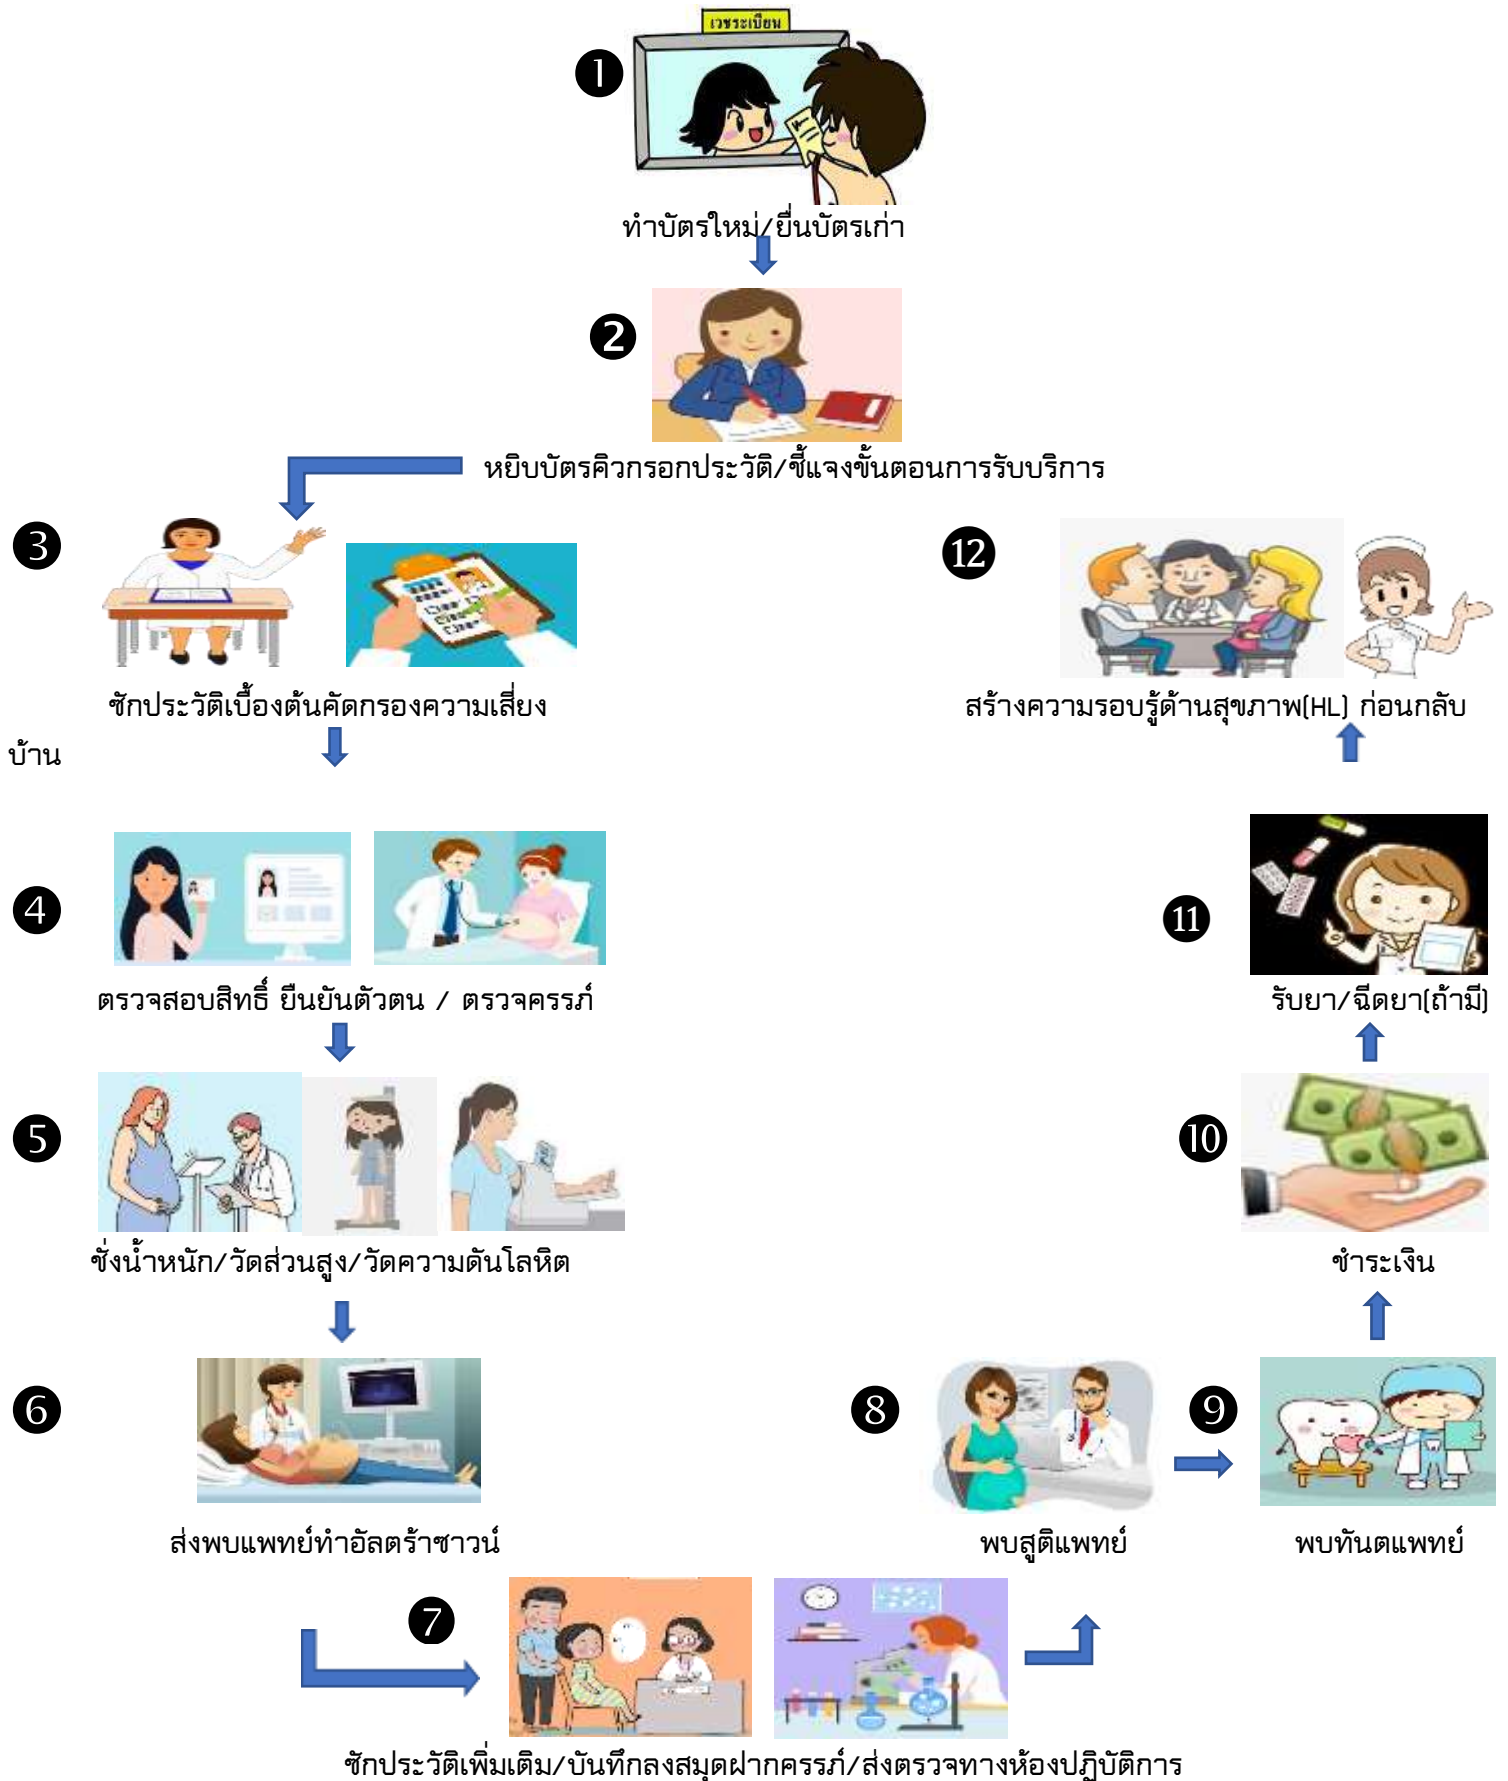 เวชระเบียน
1
ทำบัตรใหม่/ยื่นบัตรเก่า
2
หยิบบัตรคิวกรอกประวัติ/ชี้แจงขั้นตอนการรับบริการ
3
ซักประวัติเบื้องต้นคัดกรองความเสี่ยง
12
สร้างความรอบรู้ด้านสุขภาพ(HL) ก่อนกลับ
บ้าน
4
ตรวจสอบสิทธิ์ ยืนยันตัวตน / ตรวจครรภ์
11
รับยา/ฉีดยา(ถ้ามี)
5
ชั่งน้ำหนัก/วัดส่วนสูง/วัดความดันโลหิต
10
ชำระเงิน
6
ส่งพบแพทย์ทำอัลตร้าซาวน์
8
พบสูติแพทย์
9
พบทันตแพทย์
7
ซักประวัติเพิ่มเติม/บันทึกลงสมุดฝากครรภ์/ส่งตรวจทางห้องปฏิบัติการ